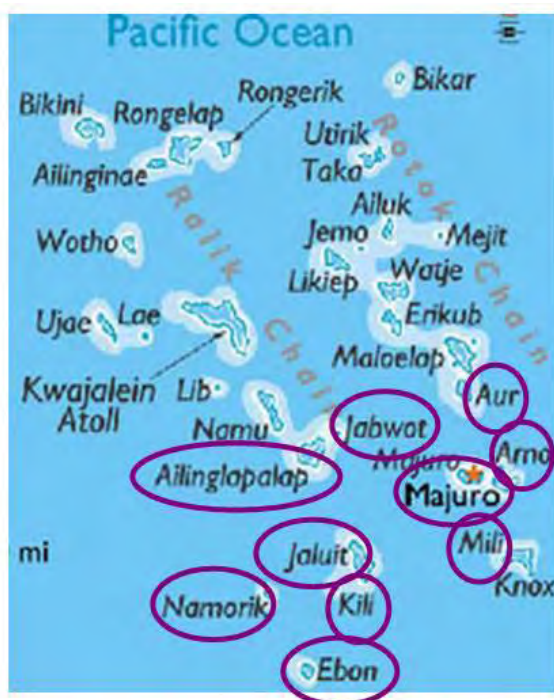 Pacific Ocean
Bikar
Rongerik
Bikini
Rongelap
Utirik
Taka
Ailinginae
Ratak
Ralik
Ailuk
Jemo
Mejit
Wotho
Likiep
Watje
Chain
Erikub
Ujae
Lae
Maloelap
Chain
Kwajalein
Atoll
Lib
Aur
Namu
Jabwot
Arno
Majuro
Ailinglapalap
Majuro
mi
Jaluit
Mili
Knox
Namorik
Kili
Ebon